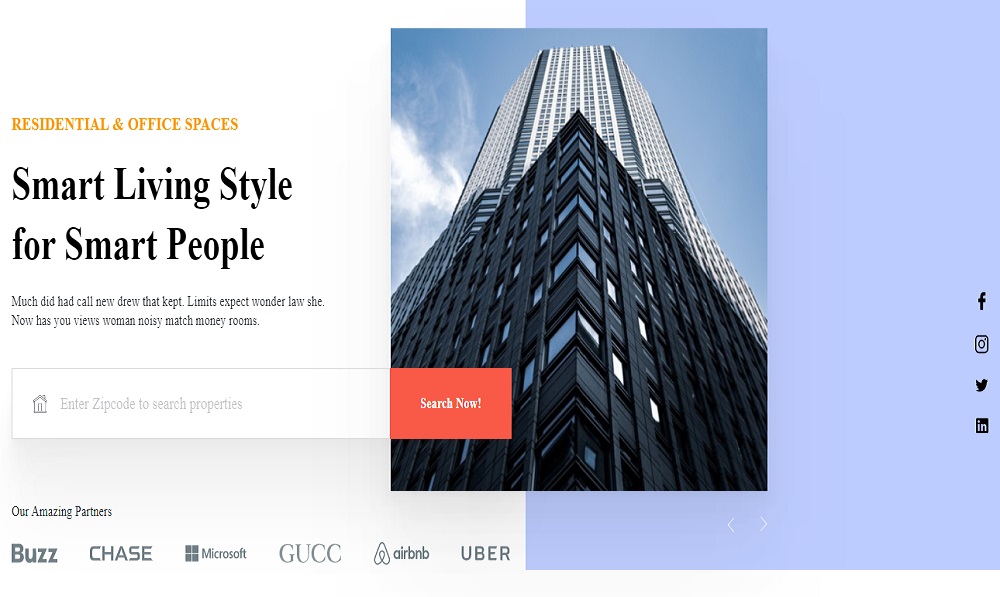 RESIDENTIAL & OFFICE SPACES
Smart Living Style
for Smart People
Much did had call new drew that kept. Limits expect wonder law she.
Now has you views woman noisy match money rooms.
Enter Zipcode to search properties
Search Now!
Our Amazing Partners
Buzz
CHASE
Microsoft
GUCC
airbnb
UBER